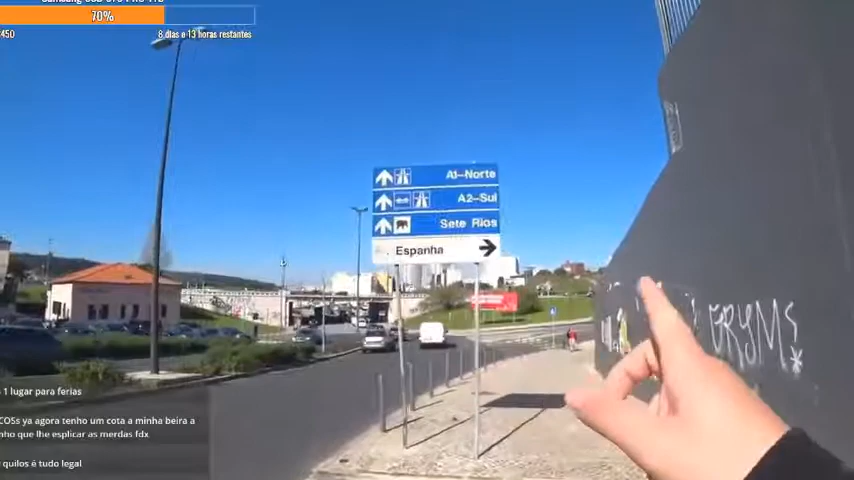 70%
8 dias e 13 horas restantes
A1-Norte
A2-Sul
Sete Rios
Espanha
1 lugar para ferias
COSs ya agora tenho um cota a minha beira a
nho que lhe esplicar as merdas fdx
quilos é tudo legal